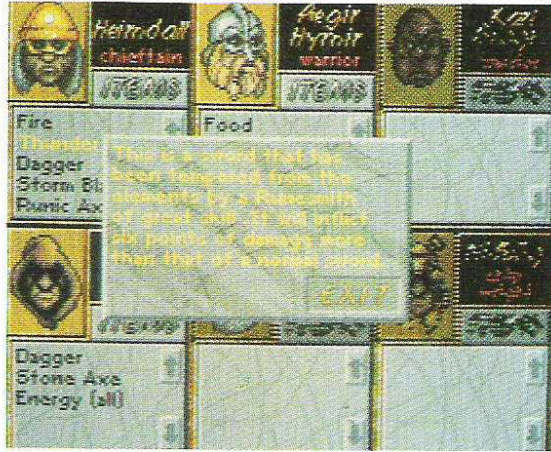 Heimdall
chieftain
ITEMS
Aegir
Hymir
warrior
ITEMS
Fire
Thunder
Dagger
Storm
Runic
Food
This is a sword that has
been tempered from the
elements by a Runesmith
of great skill. It will inflict
six points of damage more
than that of a normal sword
EXIT
ITEMS
Dagger
Stone Axe
Energy (all)